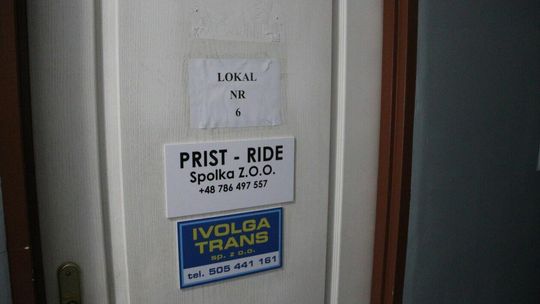 LOKAL
NR
6
PRIST - RIDE
Spolka Z.O.O.
+48 786 497 557
IVOLGA
TRANS
sp. z o.o.
tel. 505 441 161